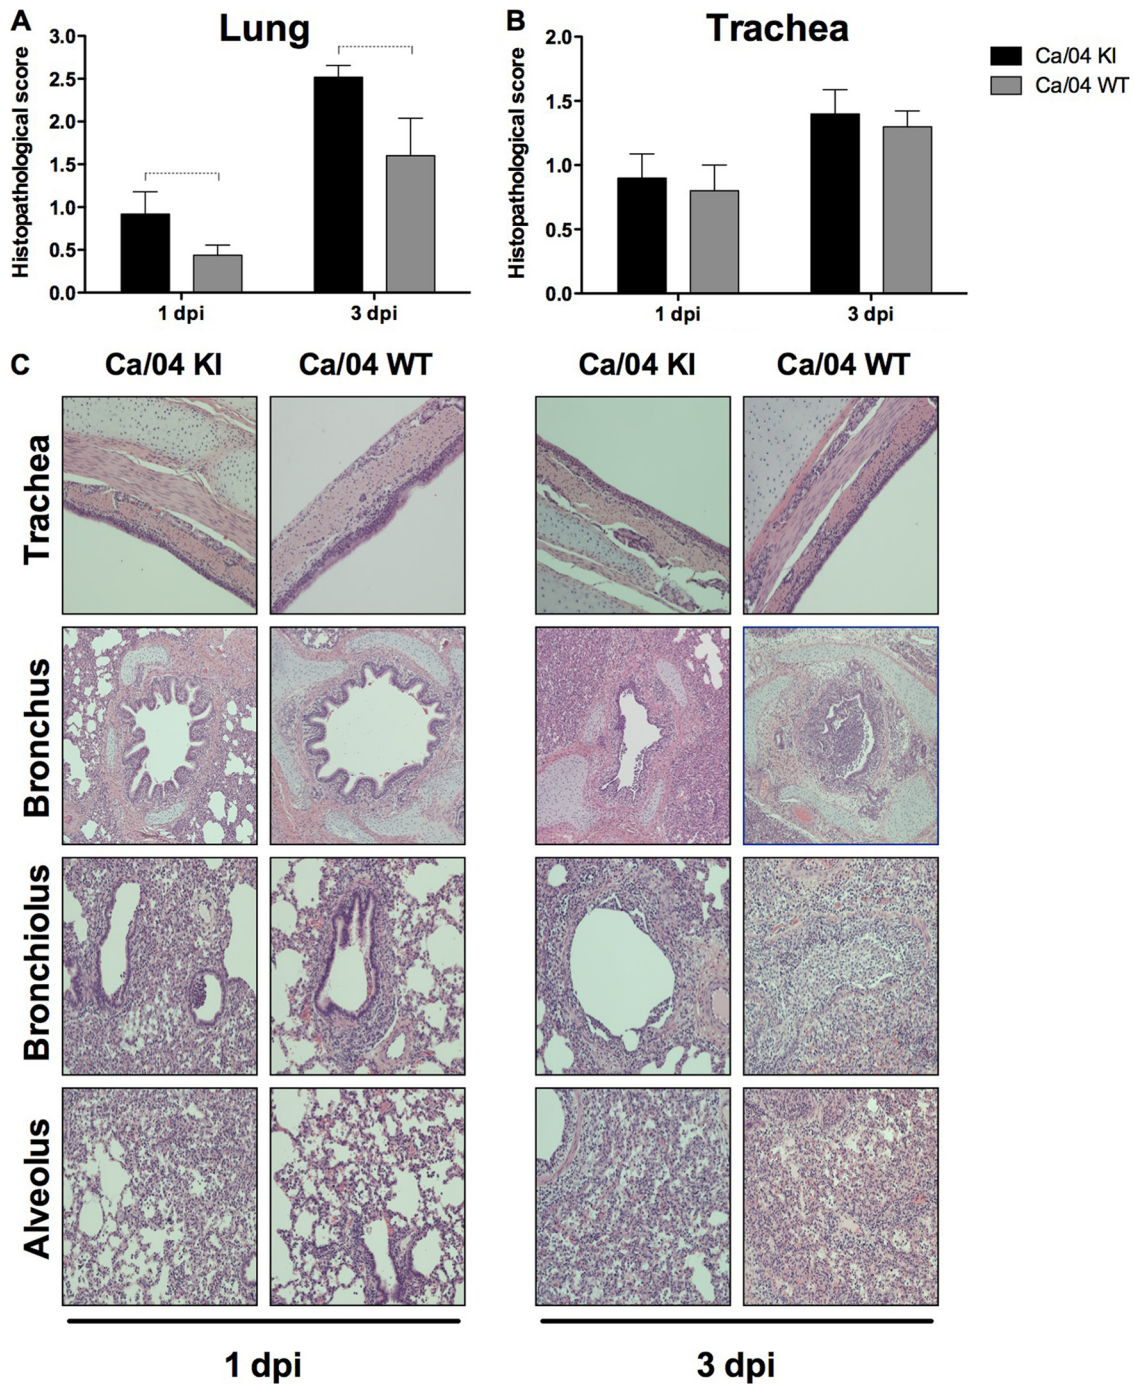 A
Lung
Histopathological score
3.0
2.5
2.0
1.5
1.0
0.5
0.0
1 dpi
3 dpi
B
Trachea
Histopathological score
2.0
1.5
1.0
0.5
0.0
1 dpi
3 dpi
Ca/04 KI
Ca/04 WT
C
Ca/04 KI
Ca/04 WT
Ca/04 KI
Ca/04 WT
Trachea
Bronchus
Bronchiolus
Alveolus
1 dpi
3 dpi